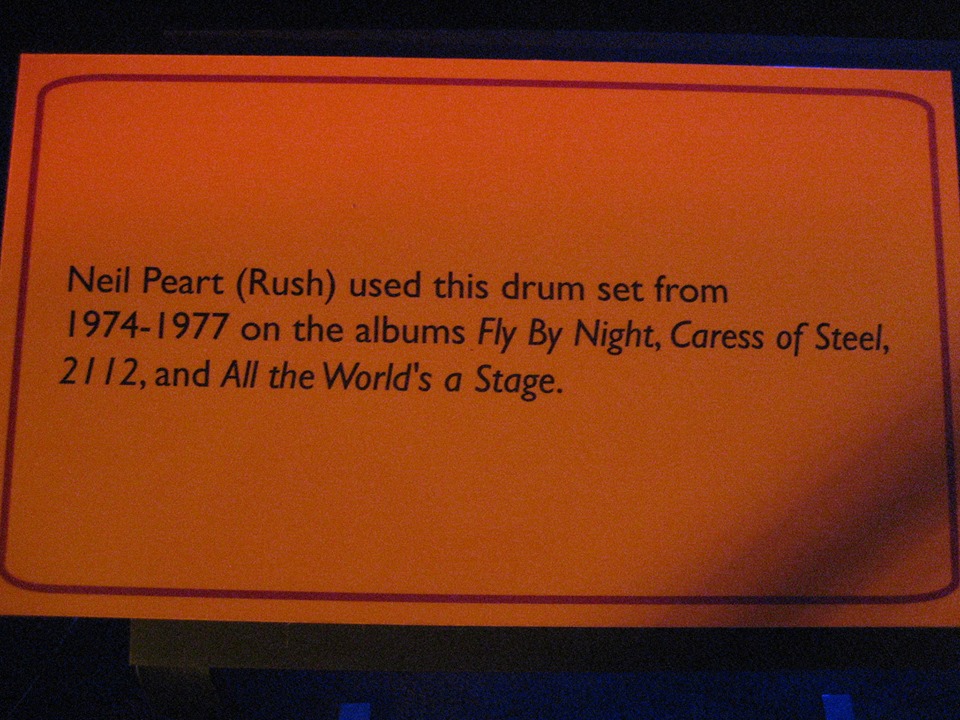 Neil Peart (Rush) used this drum set from
1974-1977 on the albums Fly By Night, Caress of Steel,
2112, and All the World's a Stage.